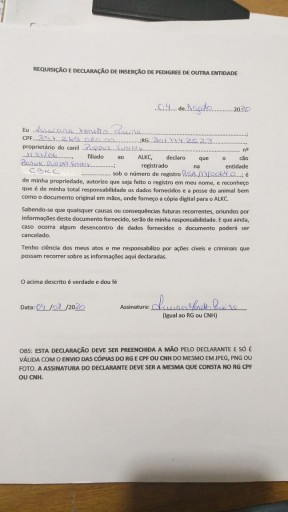 REQUISIÇÃO E DECLARAÇÃO DE INSERÇÃO DE PEDIGREE DE OUTRA ENTIDADE
04 de Agosto 2020
Eu
CPF RG
proprietário do canil nº
filiado ao ALKC, declaro que o cão
registrado na entidade
CBKC sob o número de registro é
de minha propriedade, autorizo que seja feito o registro em meu nome, e reconheço
que é de minha total responsabilidade os dados fornecidos e a posse do animal bem
como o documento original em mãos, onde forneço a cópia digital para o ALKC.
Sabendo-se que quaisquer causas ou consequências futuras recorrentes, oriundos por
informações deste documento fornecido, serão de minha responsabilidade. E que ainda,
caso ocorra algum desencontro de dados fornecidos o documento poderá ser
cancelado.
Tenho ciência dos meus atos e me responsabilizo por ações cíveis e criminais que
possam recorrer sobre as informações aqui declaradas.
O acima descrito é verdade e dou fé
Data: 04/08/2020 Assinatura:
(Igual ao RG ou CNH)
OBS: ESTA DECLARAÇÃO DEVE SER PREENCHIDA A MÃO PELO DECLARANTE E SÓ É
VÁLIDA COM O ENVIO DAS CÓPIAS DO RG E CPF OU CNH DO MESMO EM JPEG, PNG OU
FOTO. A ASSINATURA DO DECLARANTE DEVE SER A MESMA QUE CONSTA NO RG CPF
OU CNH.